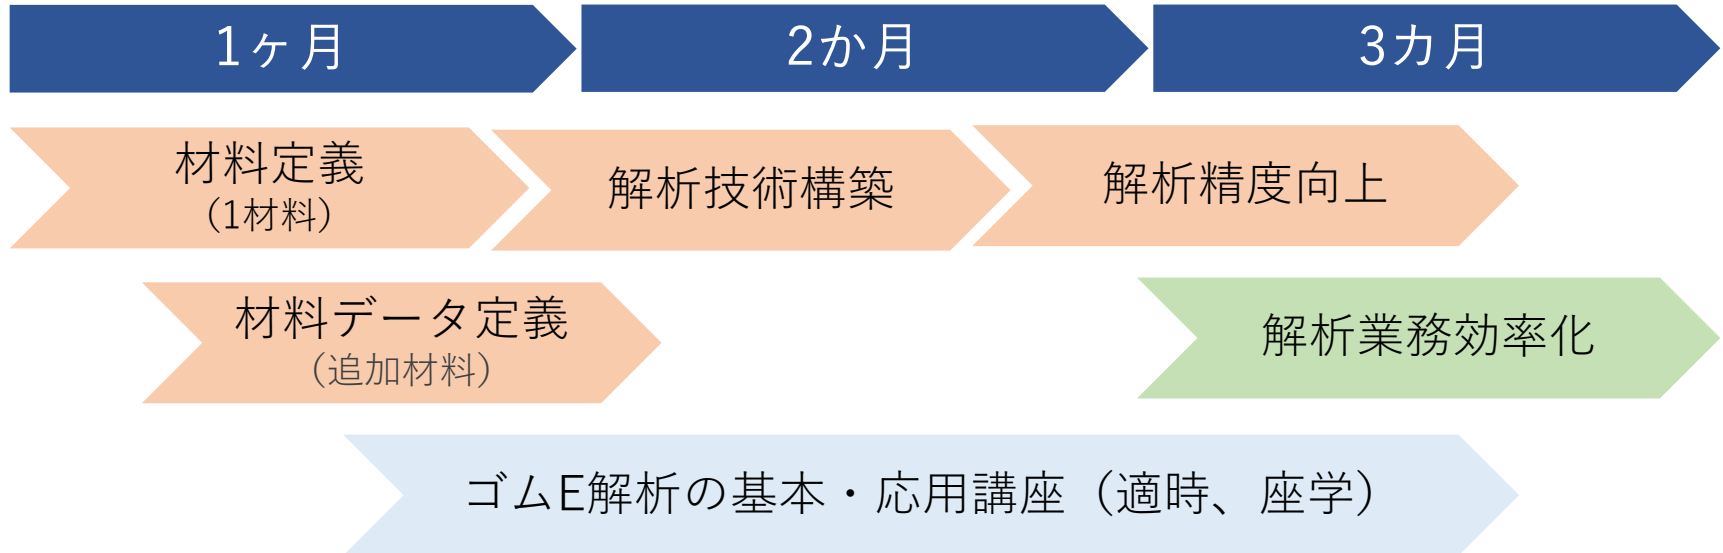 1ヶ月
2か月
3カ月
材料定義
（1材料）
解析技術構築
解析精度向上
材料データ定義
（追加材料）
解析業務効率化
ゴムE解析の基本・応用講座（適時、座学）